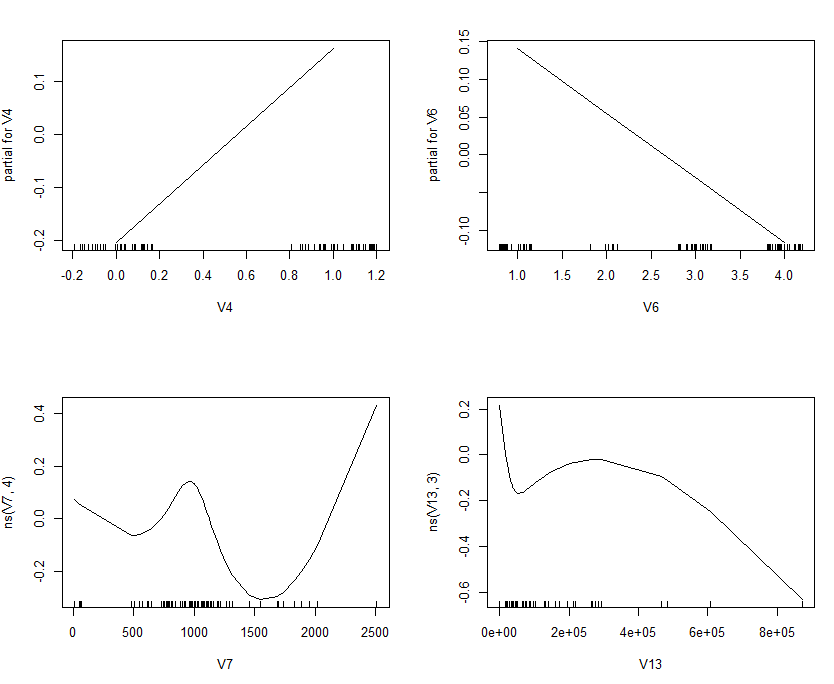 partial for V4
0.1
0.0
-0.1
-0.2
-0.2 0.0 0.2 0.4 0.6 0.8 1.0 1.2
V4
partial for V6
0.15
0.10
0.05
0.00
-0.10
1.0 1.5 2.0 2.5 3.0 3.5 4.0
V6
ns(V7, 4)
0.4
0.2
0.0
-0.2
0 500 1000 1500 2000 2500
V7
ns(V13, 3)
0.2
0.0
-0.2
-0.4
-0.6
0e+00 2e+05 4e+05 6e+05 8e+05
V13